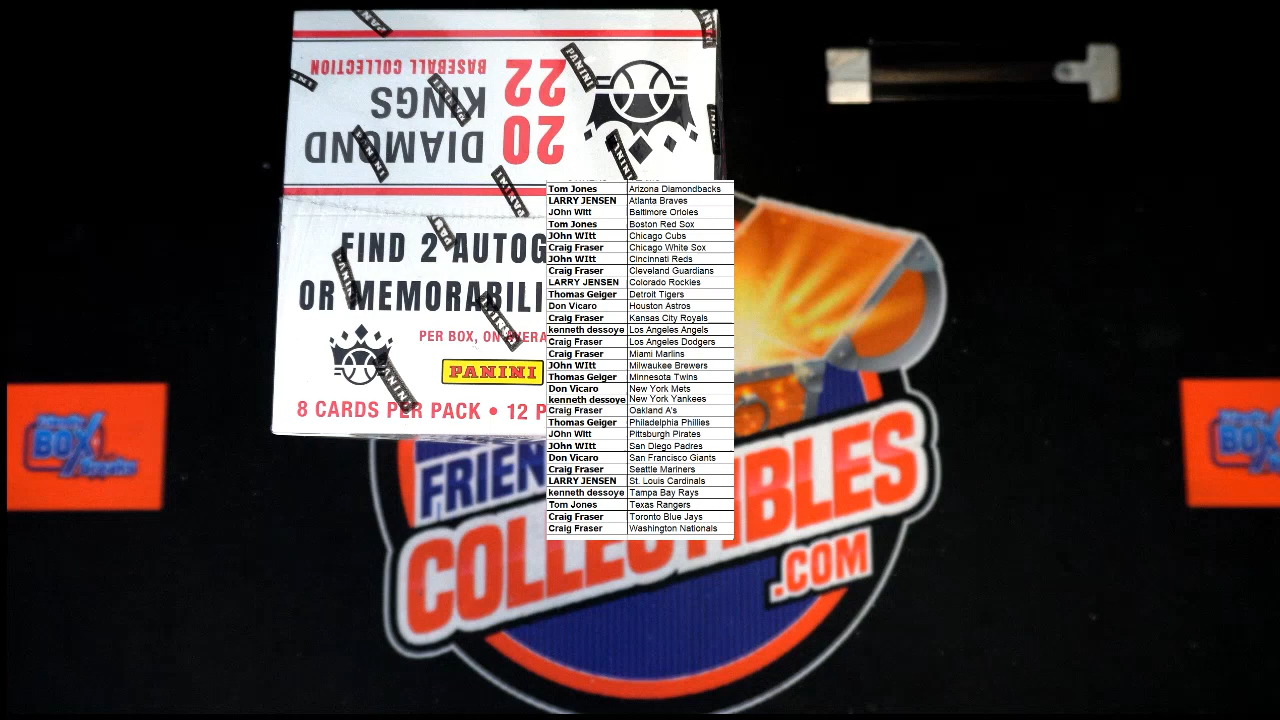 BASEBALL COLLECTION
20
22
DIAMOND
KINGS
PANINI
FIND 2 AUTOG
OR MEMORABILI
PER BOX, ON AVERA
PANINI
8 CARDS PER PACK • 12 P
Tom Jones Arizona Diamondbacks
LARRY JENSEN Atlanta Braves
JOhn WItt Baltimore Orioles
Tom Jones Boston Red Sox
JOhn WItt Chicago Cubs
Craig Fraser Chicago White Sox
JOhn WItt Cincinnati Reds
Craig Fraser Cleveland Guardians
LARRY JENSEN Colorado Rockies
Thomas Geiger Detroit Tigers
Don Vicaro Houston Astros
Craig Fraser Kansas City Royals
kenneth dessoye Los Angeles Angels
Craig Fraser Los Angeles Dodgers
Craig Fraser Miami Marlins
JOhn WItt Milwaukee Brewers
Thomas Geiger Minnesota Twins
Don Vicaro New York Mets
kenneth dessoye New York Yankees
Craig Fraser Oakland A's
Thomas Geiger Philadelphia Phillies
JOhn WItt Pittsburgh Pirates
JOhn WItt San Diego Padres
Don Vicaro San Francisco Giants
Craig Fraser Seattle Mariners
LARRY JENSEN St. Louis Cardinals
kenneth dessoye Tampa Bay Rays
Tom Jones Texas Rangers
Craig Fraser Toronto Blue Jays
Craig Fraser Washington Nationals
FRIEN
COLLECTIBLES
.COM
BOX
Breaks
BOX